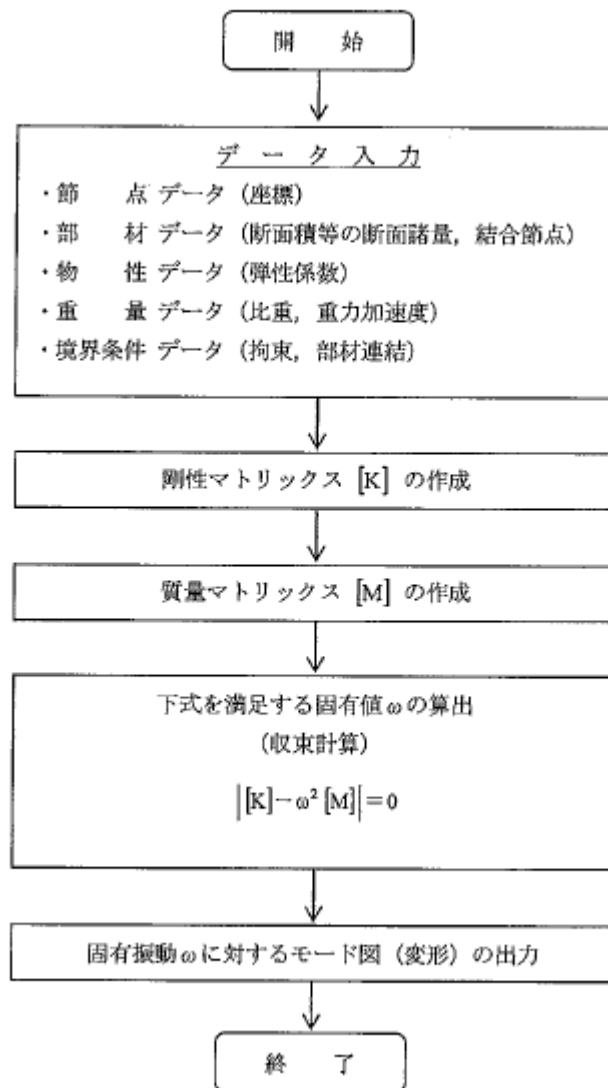 開 始
データ入力
・節 点 データ（座標）
・部 材 データ（断面積等の断面諸量，結合節点）
・物 性 データ（弾性係数）
・重 量 データ（比重，重力加速度）
・境界条件 データ（拘束，部材連結）
剛性マトリックス [K] の作成
質量マトリックス [M] の作成
下式を満足する固有値ωの算出
（収束計算）
|[K]－ω² [M]|＝0
固有振動ωに対するモード図（変形）の出力
終 了